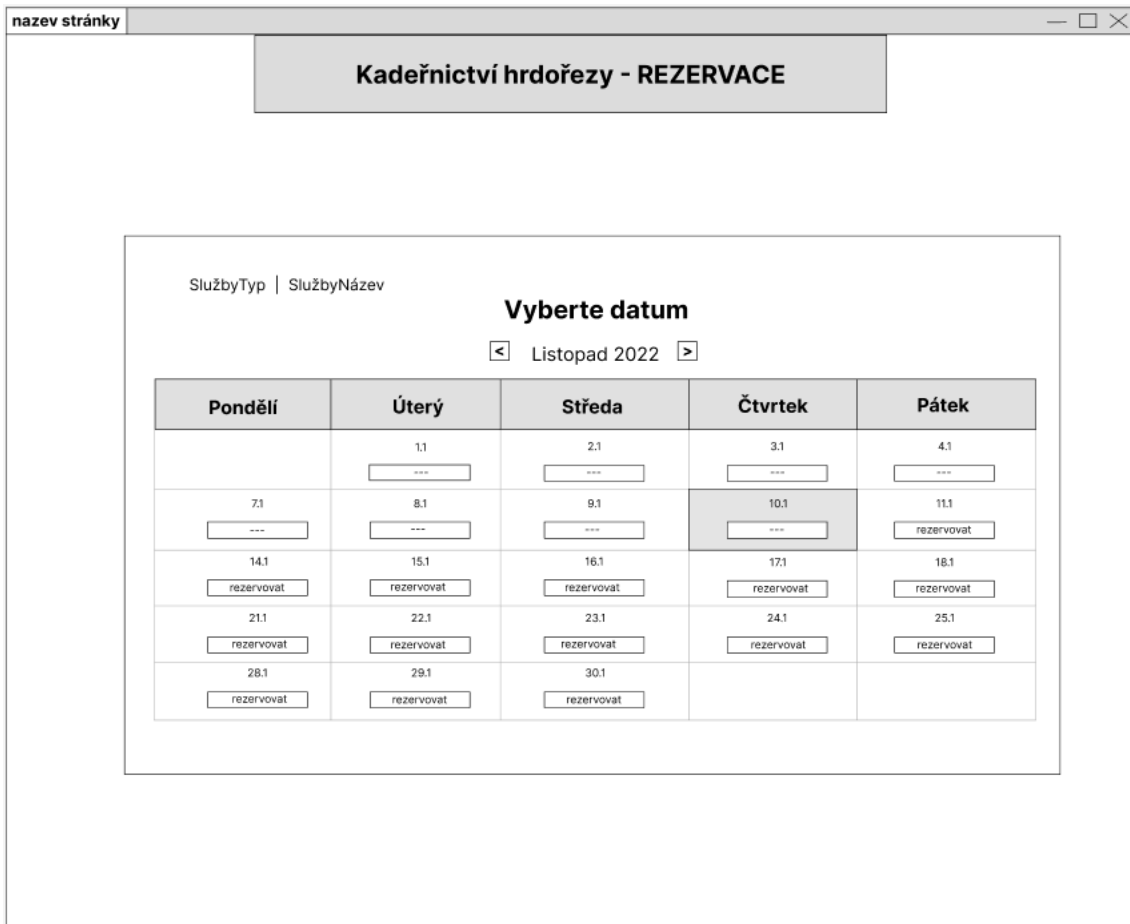 nazev stránky
Kadeřnictví hrdořezy - REZERVACE
SlužbyTyp | SlužbyNázev
Vyberte datum
< Listopad 2022 >
Pondělí Úterý Středa Čtvrtek Pátek
1.1 2.1 3.1 4.1
--- --- --- ---
7.1 8.1 9.1 10.1 11.1
--- --- --- --- rezervovat
14.1 15.1 16.1 17.1 18.1
rezervovat rezervovat rezervovat rezervovat rezervovat
21.1 22.1 23.1 24.1 25.1
rezervovat rezervovat rezervovat rezervovat rezervovat
28.1 29.1 30.1
rezervovat rezervovat rezervovat